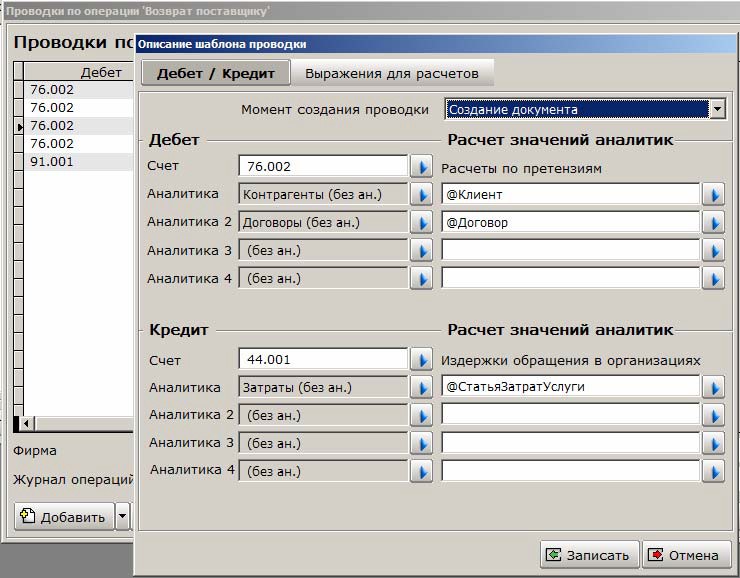 Проводки по операции 'Возврат поставщику'
Проводки по
Дебет
76.002
76.002
76.002
76.002
91.001
Фирма
Журнал операций
Добавить
Описание шаблона проводки
Дебет / Кредит Выражения для расчетов
Момент создания проводки Создание документа
Дебет Расчет значений аналитик
Счет 76.002 Расчеты по претензиям
Аналитика Контрагенты (без ан.) @Клиент
Аналитика 2 Договоры (без ан.) @Договор
Аналитика 3 (без ан.)
Аналитика 4 (без ан.)
Кредит Расчет значений аналитик
Счет 44.001 Издержки обращения в организациях
Аналитика Затраты (без ан.) @СтатьяЗатратУслуги
Аналитика 2 (без ан.)
Аналитика 3 (без ан.)
Аналитика 4 (без ан.)
Записать Отмена